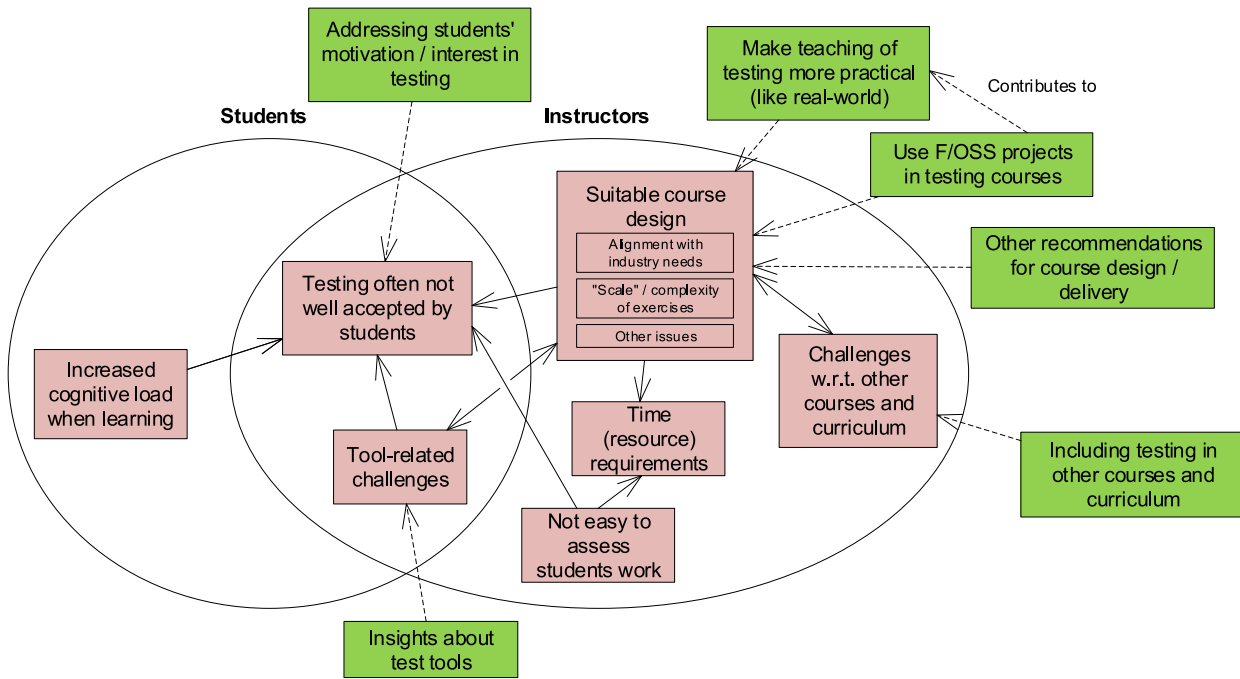 Addressing students'
motivation / interest in
testing
Make teaching of
testing more practical
(like real-world)
Contributes to
Students
Instructors
Use F/OSS projects
in testing courses
Suitable course
design
Alignment with
industry needs
"Scale" / complexity
of exercises
Other issues
Other recommendations
for course design /
delivery
Testing often not
well accepted by
students
Increased
cognitive load
when learning
Challenges
w.r.t. other
courses and
curriculum
Time
(resource)
requirements
Tool-related
challenges
Including testing in
other courses and
curriculum
Not easy to
assess
students work
Insights about
test tools